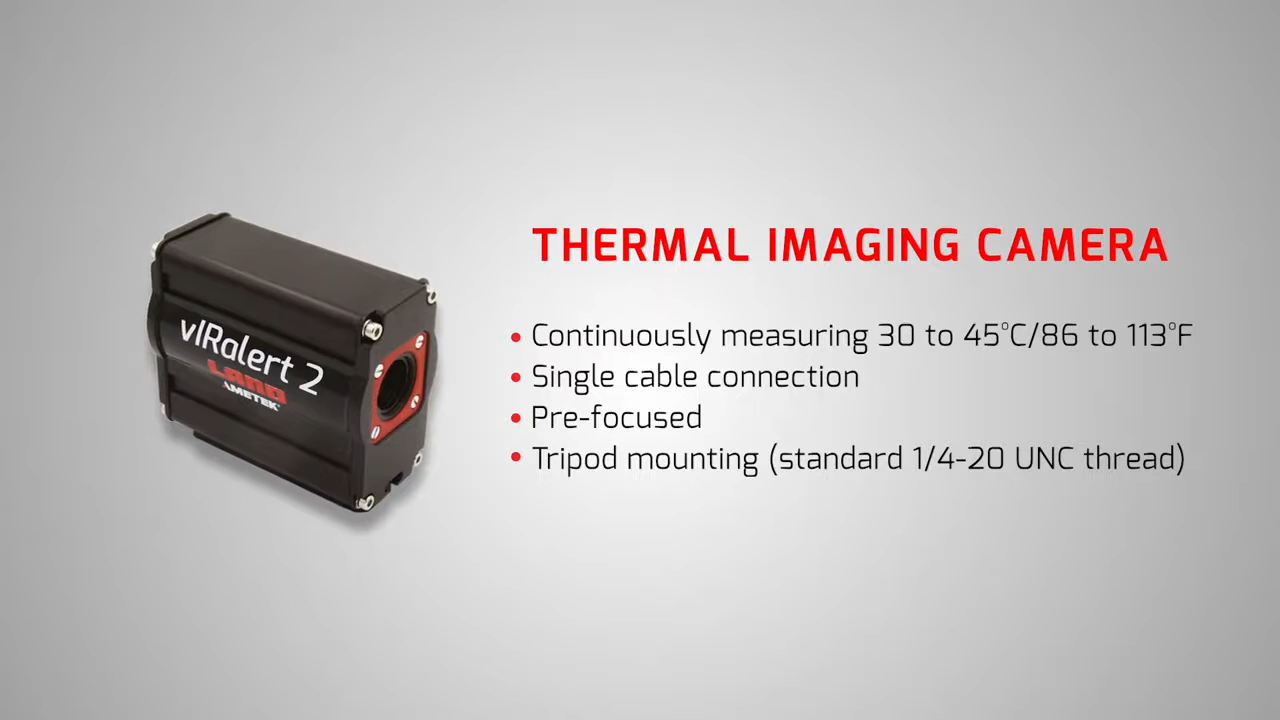 THERMAL IMAGING CAMERA
• Continuously measuring 30 to 45°C/86 to 113°F
• Single cable connection
• Pre-focused
• Tripod mounting (standard 1/4-20 UNC thread)
vIRalert 2
LAND
AMETEK